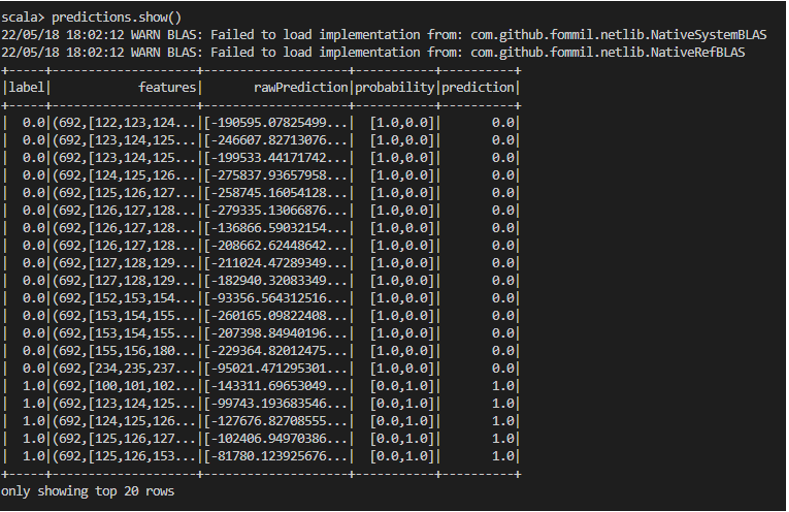 scala> predictions.show()
22/05/18 18:02:12 WARN BLAS: Failed to load implementation from: com.github.fommil.netlib.NativeSystemBLAS
22/05/18 18:02:12 WARN BLAS: Failed to load implementation from: com.github.fommil.netlib.NativeRefBLAS
+-----+--------------------+--------------------+-----------+----------+
|label|            features|       rawPrediction|probability|prediction|
+-----+--------------------+--------------------+-----------+----------+
|  0.0|(692,[122,123,124...|[-190595.07825499...|  [1.0,0.0]|       0.0|
|  0.0|(692,[123,124,125...|[-246607.82713076...|  [1.0,0.0]|       0.0|
|  0.0|(692,[123,124,125...|[-199533.44171742...|  [1.0,0.0]|       0.0|
|  0.0|(692,[124,125,126...|[-275837.93657958...|  [1.0,0.0]|       0.0|
|  0.0|(692,[125,126,127...|[-258745.16054128...|  [1.0,0.0]|       0.0|
|  0.0|(692,[126,127,128...|[-279335.13066876...|  [1.0,0.0]|       0.0|
|  0.0|(692,[126,127,128...|[-136866.59032154...|  [1.0,0.0]|       0.0|
|  0.0|(692,[126,127,128...|[-208662.62448642...|  [1.0,0.0]|       0.0|
|  0.0|(692,[127,128,129...|[-211024.47289349...|  [1.0,0.0]|       0.0|
|  0.0|(692,[127,128,129...|[-182940.32083349...|  [1.0,0.0]|       0.0|
|  0.0|(692,[152,153,154...|[-93356.564312516...|  [1.0,0.0]|       0.0|
|  0.0|(692,[153,154,155...|[-260165.09822408...|  [1.0,0.0]|       0.0|
|  0.0|(692,[153,154,155...|[-207398.84940196...|  [1.0,0.0]|       0.0|
|  0.0|(692,[155,156,180...|[-229364.82012475...|  [1.0,0.0]|       0.0|
|  0.0|(692,[234,235,237...|[-95021.471295301...|  [1.0,0.0]|       0.0|
|  1.0|(692,[100,101,102...|[-143311.69653049...|  [0.0,1.0]|       1.0|
|  1.0|(692,[123,124,125...|[-99743.193683546...|  [0.0,1.0]|       1.0|
|  1.0|(692,[124,125,126...|[-127676.82708555...|  [0.0,1.0]|       1.0|
|  1.0|(692,[125,126,127...|[-102406.94970386...|  [0.0,1.0]|       1.0|
|  1.0|(692,[125,126,153...|[-81780.123925676...|  [0.0,1.0]|       1.0|
+-----+--------------------+--------------------+-----------+----------+
only showing top 20 rows